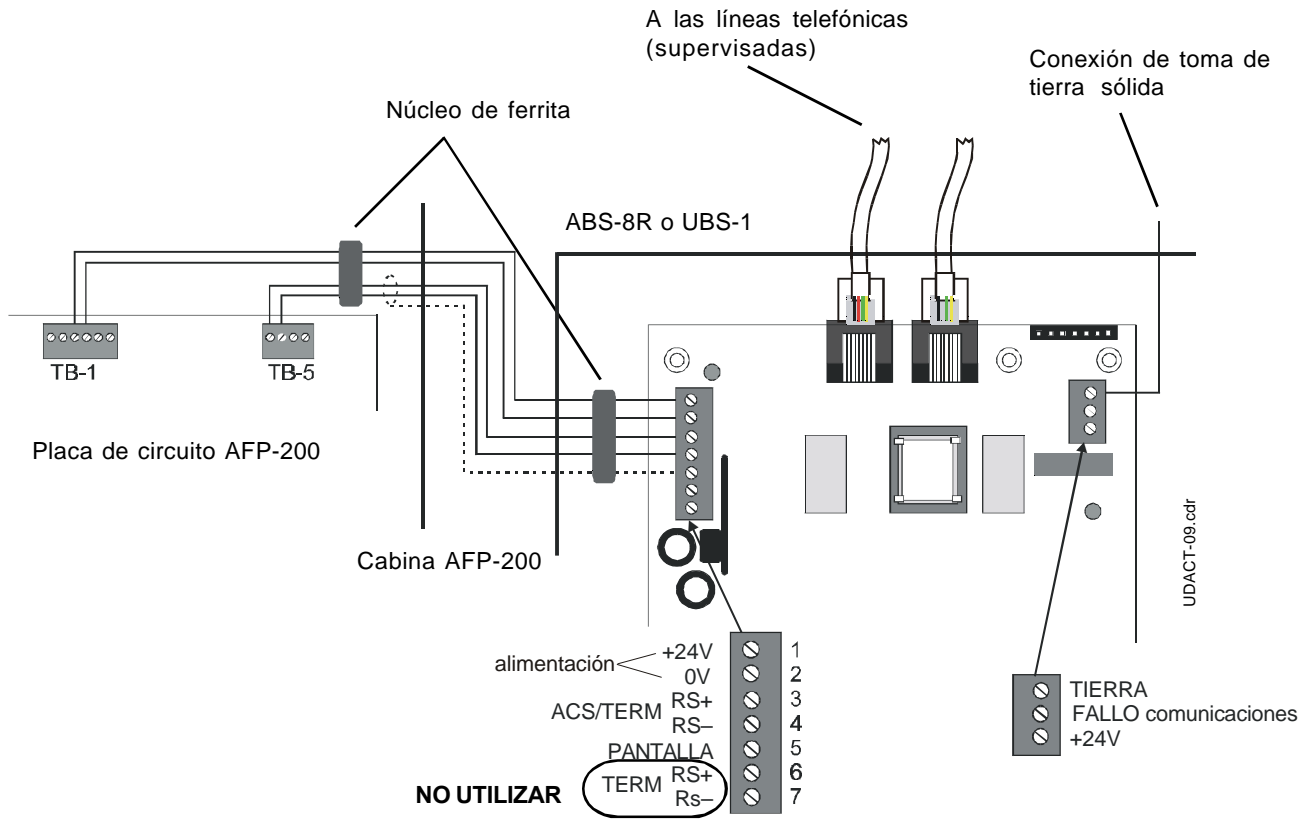 A las líneas telefónicas
(supervisadas)
Conexión de toma de
tierra sólida
Núcleo de ferrita
ABS-8R o UBS-1
TB-1
TB-5
Placa de circuito AFP-200
Cabina AFP-200
UDACT-09.cdr
alimentación
+24V 1
0V 2
ACS/TERM
RS+ 3
RS– 4
PANTALLA 5
TERM
RS+ 6
Rs– 7
NO UTILIZAR
TIERRA
FALLO comunicaciones
+24V